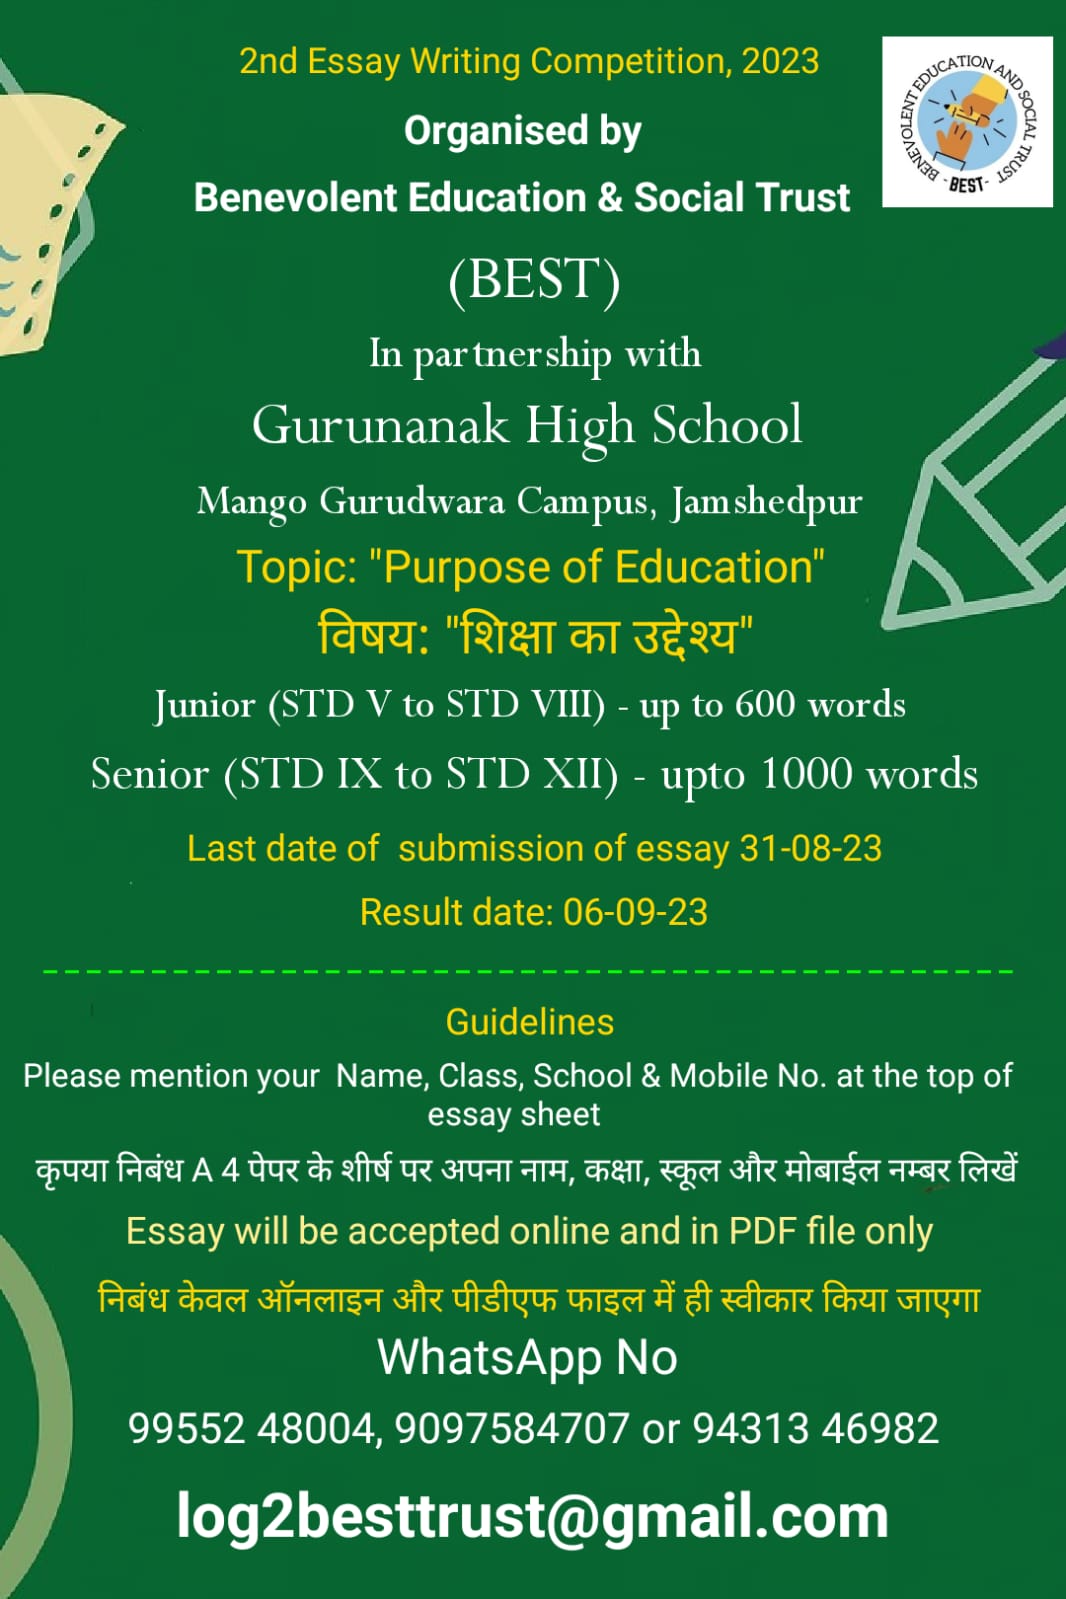 2nd Essay Writing Competition, 2023
BENEVOLENT EDUCATION AND SOCIAL TRUST
- BEST -
Organised by
Benevolent Education & Social Trust
(BEST)
In partnership with
Gurunanak High School
Mango Gurudwara Campus, Jamshedpur
Topic: "Purpose of Education"
विषय: "शिक्षा का उद्देश्य"
Junior (STD V to STD VIII) - up to 600 words
Senior (STD IX to STD XII) - upto 1000 words
Last date of submission of essay 31-08-23
Result date: 06-09-23
Guidelines
Please mention your Name, Class, School & Mobile No. at the top of
essay sheet
कृपया निबंध A 4 पेपर के शीर्ष पर अपना नाम, कक्षा, स्कूल और मोबाईल नम्बर लिखें
Essay will be accepted online and in PDF file only
निबंध केवल ऑनलाइन और पीडीएफ फाइल में ही स्वीकार किया जाएगा
WhatsApp No
99552 48004, 9097584707 or 94313 46982
log2besttrust@gmail.com